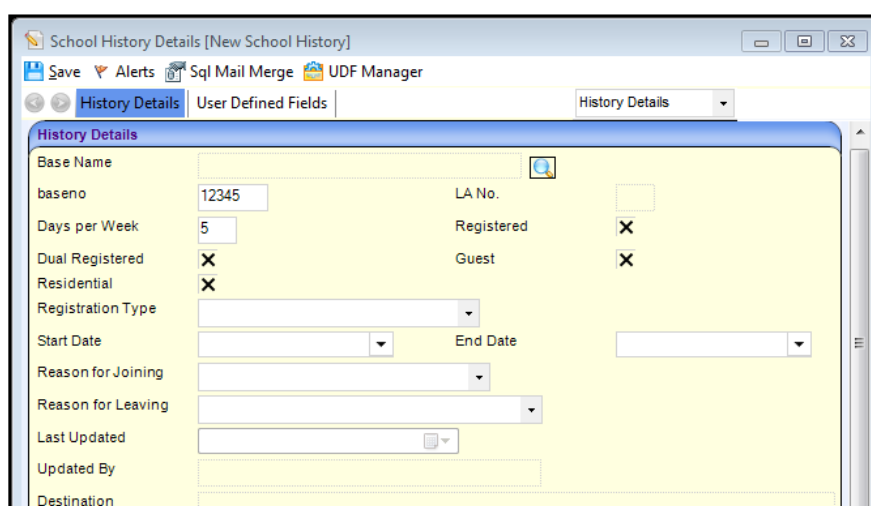 School History Details [New School History]
Save Alerts Sql Mail Merge UDF Manager
History Details User Defined Fields History Details
History Details
Base Name
baseno 12345 LA No.
Days per Week 5 Registered
Dual Registered Guest
Residential
Registration Type
Start Date End Date
Reason for Joining
Reason for Leaving
Last Updated
Updated By
Destination